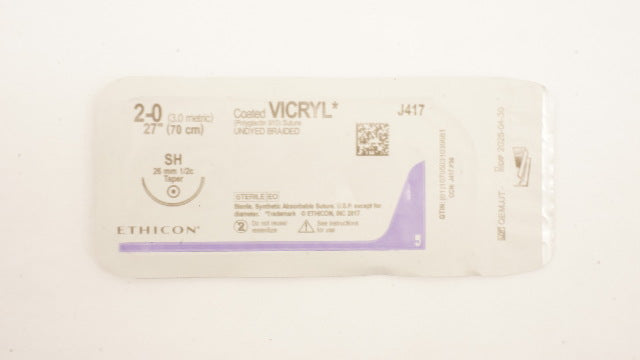 2-0 (3.0 metric)
27" (70 cm)
SH
26 mm 1/2c
Taper
ETHICON
Coated VICRYL*
(Polyglactin 910) Suture
UNDYED BRAIDED
J417
STERILE EO
Sterile, Synthetic Absorbable Suture, U.S.P. except for
diameter. *Trademark © ETHICON, INC 2017
2 Do not reuse/
resterilize
See instructions
for use